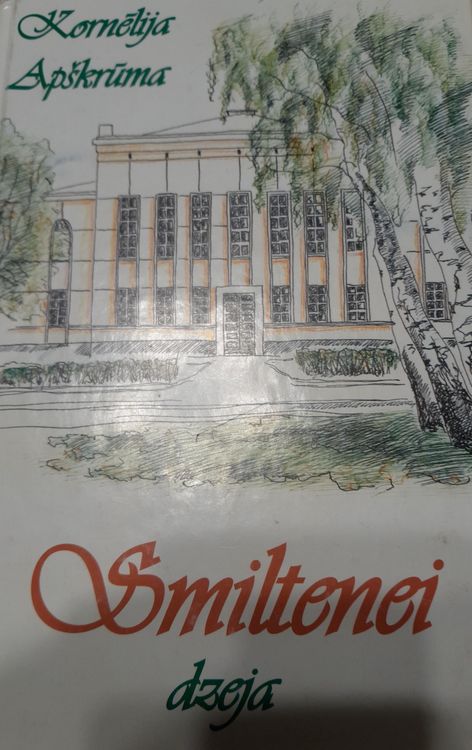 Kornēlija
Apškrūma
Smiltenei
dzeja